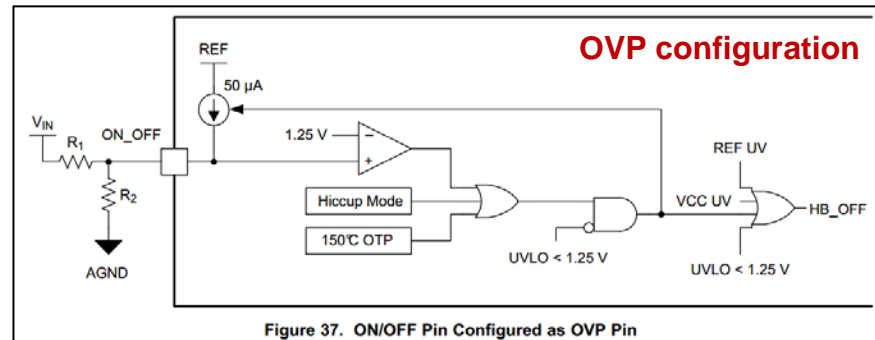 OVP configuration
REF
50 µA
VIN
R1
ON_OFF
1.25 V
−
+
REF UV
R2
Hiccup Mode
VCC UV
HB_OFF
150℃ OTP
UVLO < 1.25 V
UVLO < 1.25 V
AGND
Figure 37. ON/OFF Pin Configured as OVP Pin